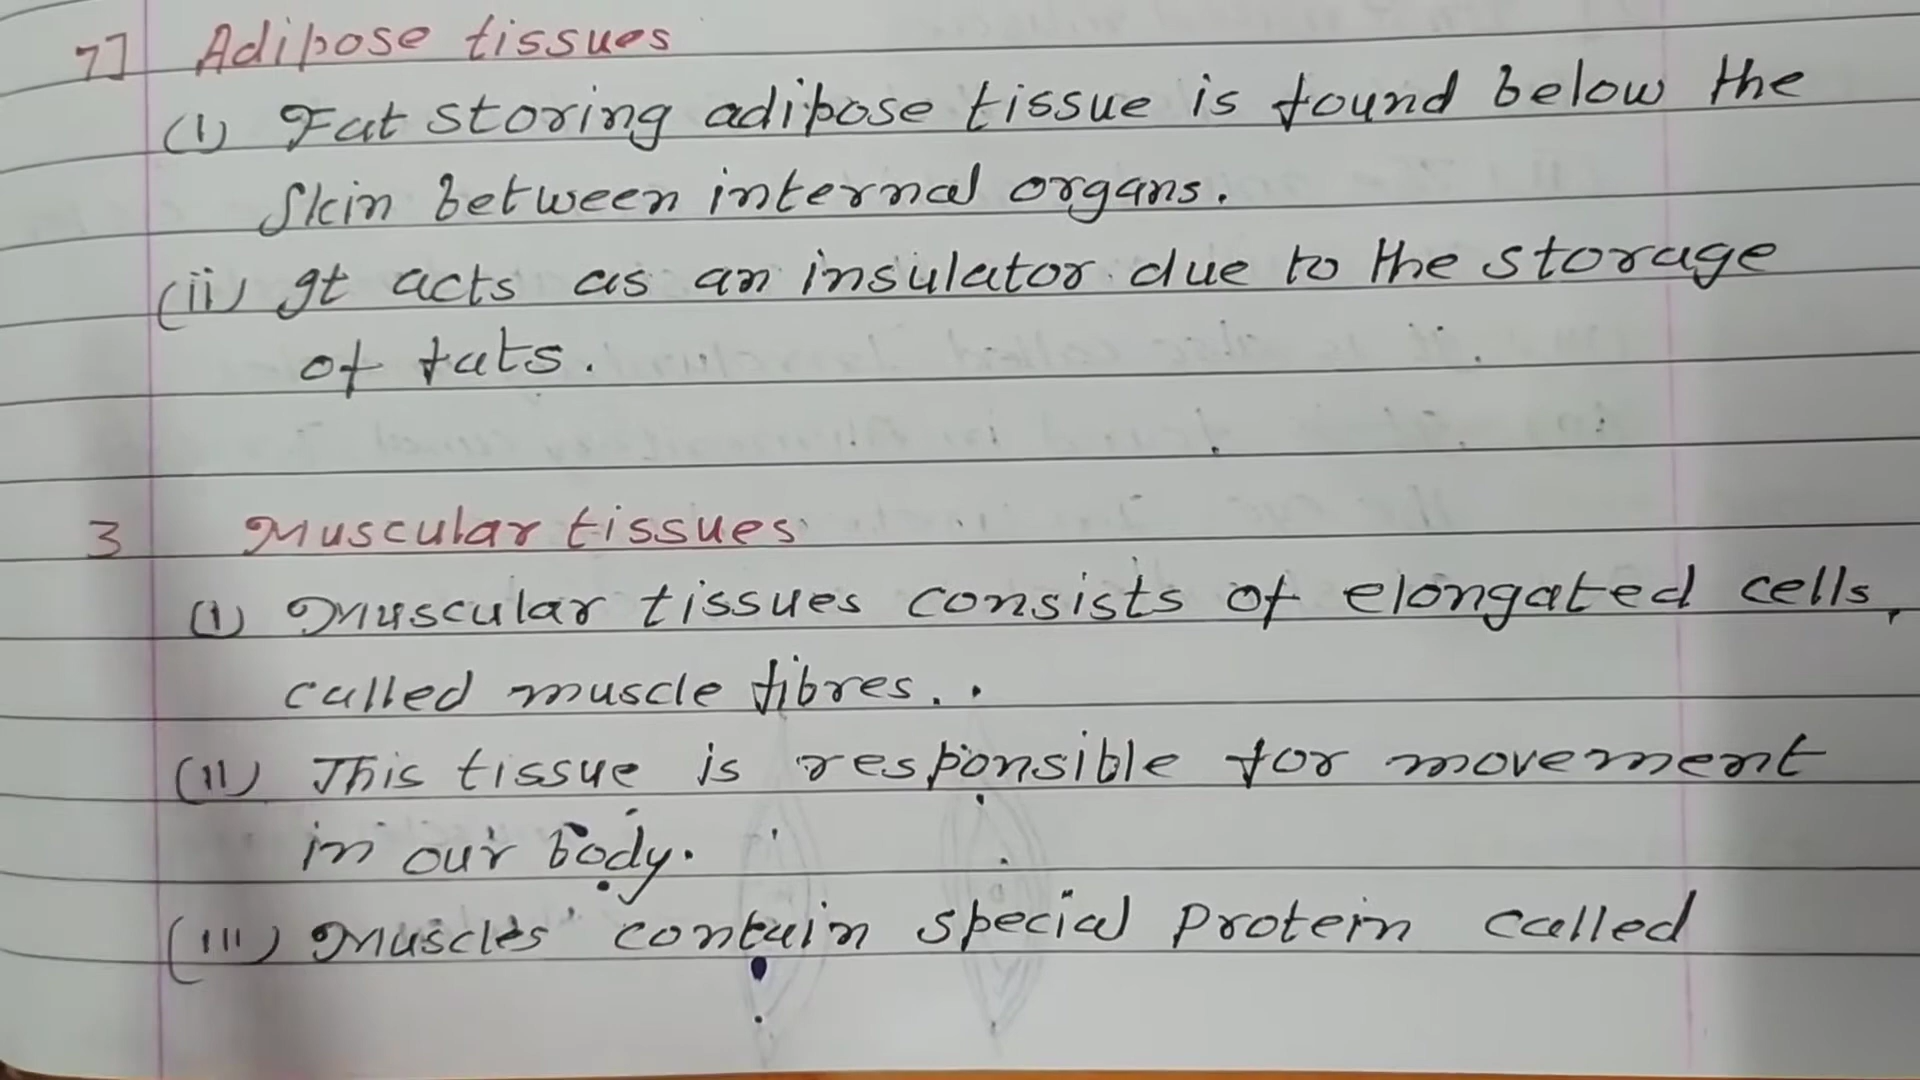 7] Adipose tissues
(i) Fat storing adipose tissue is found below the
Skin between internal organs.
(ii) It acts as an insulator due to the storage
of fats.
3 Muscular tissues
(i) Muscular tissues consists of elongated cells,
called muscle fibres.
(ii) This tissue is responsible for movement
in our body.
(iii) Muscles contain special protein called